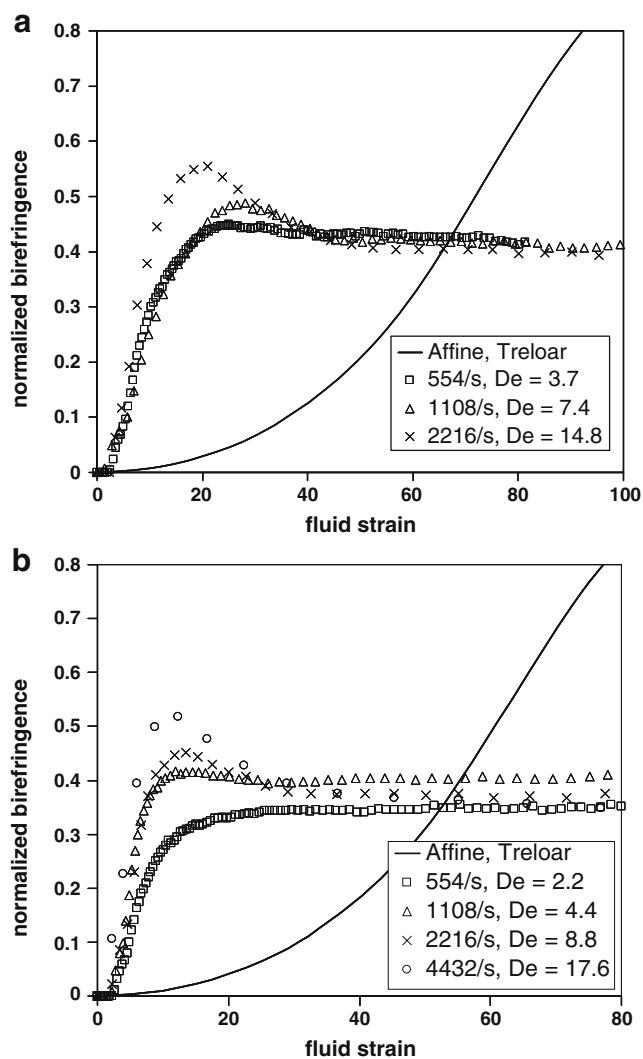 a
0.8
0.7
0.6
0.5
0.4
0.3
0.2
0.1
0
normalized birefringence
Affine, Treloar
554/s, De = 3.7
1108/s, De = 7.4
2216/s, De = 14.8
0 20 40 60 80 100
fluid strain
b
0.8
0.7
0.6
0.5
0.4
0.3
0.2
0.1
0
normalized birefringence
Affine, Treloar
554/s, De = 2.2
1108/s, De = 4.4
2216/s, De = 8.8
4432/s, De = 17.6
0 20 40 60 80
fluid strain